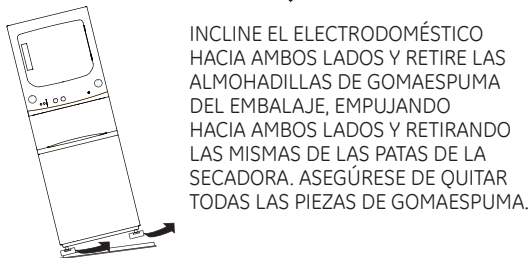 INCLINE EL ELECTRODOMÉSTICO
HACIA AMBOS LADOS Y RETIRE LAS
ALMOHADILLAS DE GOMAESPUMA
DEL EMBALAJE, EMPUJANDO
HACIA AMBOS LADOS Y RETIRANDO
LAS MISMAS DE LAS PATAS DE LA
SECADORA. ASEGÚRESE DE QUITAR
TODAS LAS PIEZAS DE GOMAESPUMA.